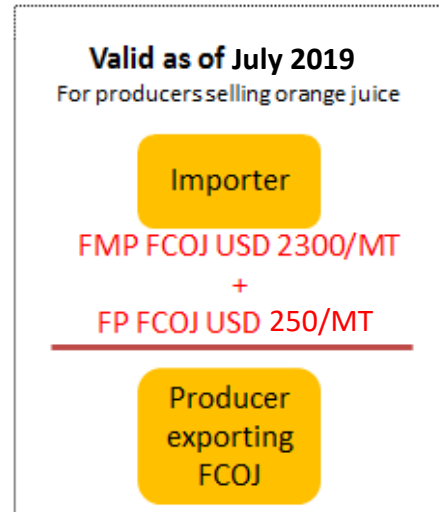 Valid as of July 2019
For producers selling orange juice
Importer
FMP FCOJ USD 2300/MT
+
FP FCOJ USD 250/MT
Producer
exporting
FCOJ